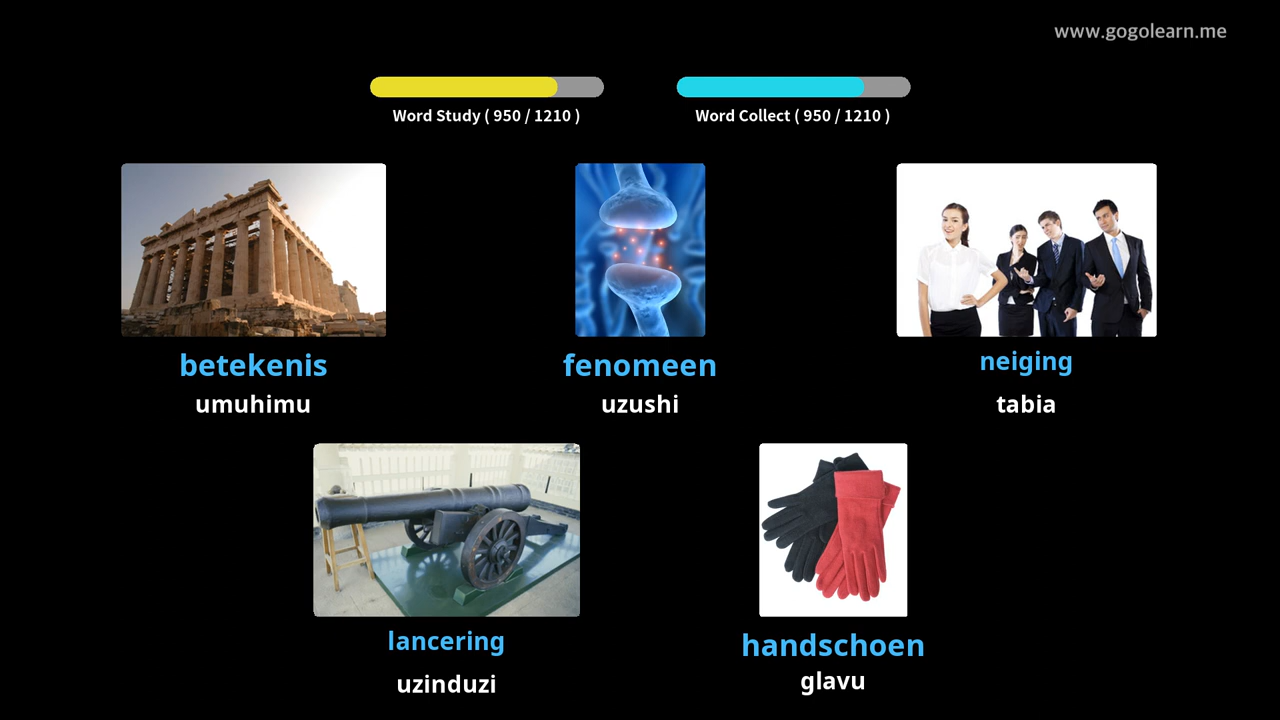 www.gogolearn.me
Word Study ( 950 / 1210 )
Word Collect ( 950 / 1210 )
betekenis
umuhimu
fenomeen
uzushi
neiging
tabia
lancering
uzinduzi
handschoen
glavu